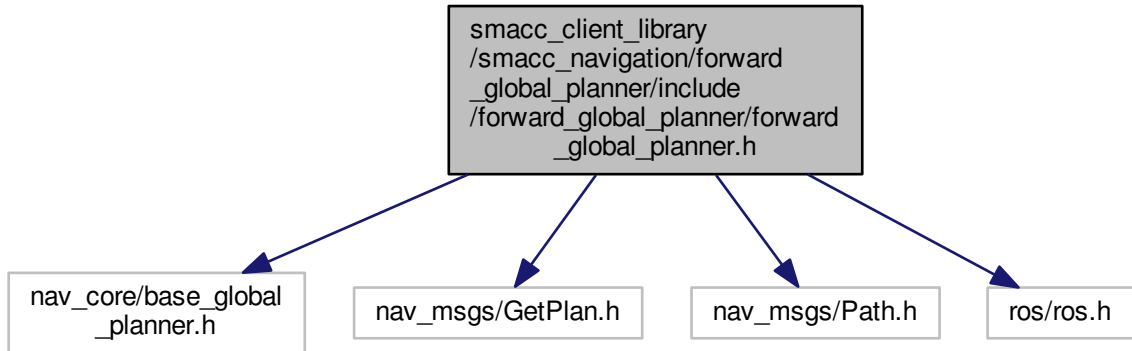 smacc_client_library
/smacc_navigation/forward
_global_planner/include
/forward_global_planner/forward
_global_planner.h
nav_core/base_global
_planner.h
nav_msgs/GetPlan.h
nav_msgs/Path.h
ros/ros.h